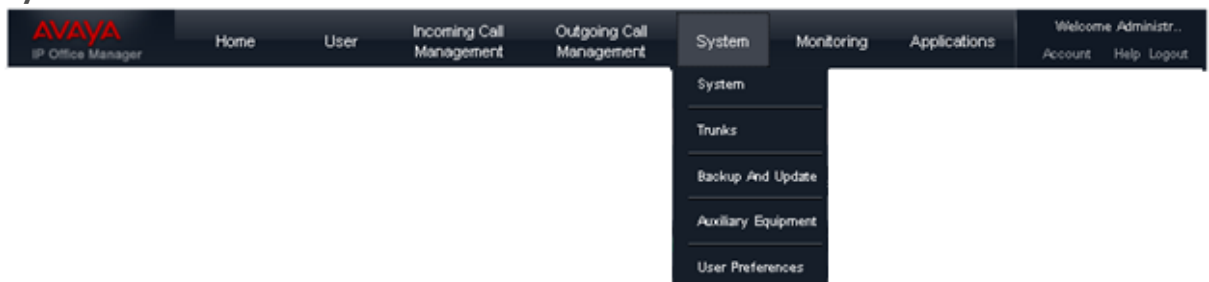 AVAYA
IP Office Manager
Home
User
Incoming Call
Management
Outgoing Call
Management
System
Monitoring
Applications
Welcome Administr..
Account Help Logout
System
Trunks
Backup And Update
Auxiliary Equipment
User Preferences